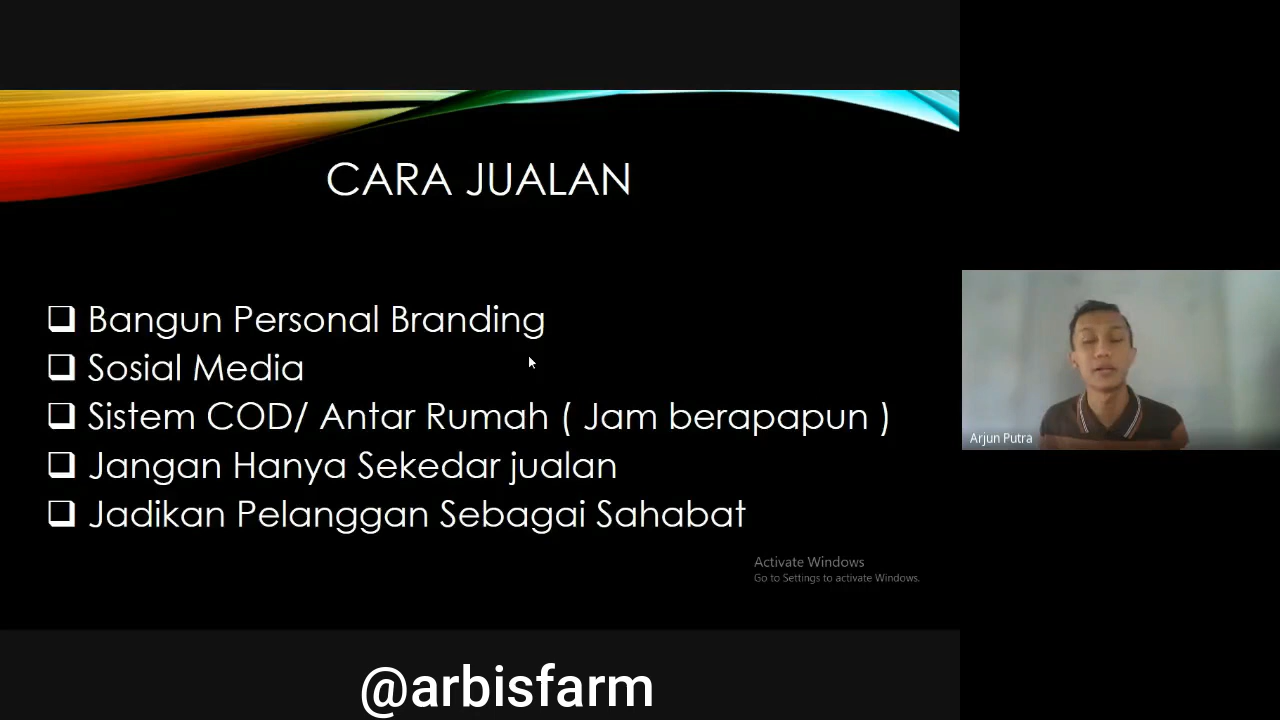 CARA JUALAN
Bangun Personal Branding
Sosial Media
Sistem COD/ Antar Rumah ( Jam berapapun )
Jangan Hanya Sekedar jualan
Jadikan Pelanggan Sebagai Sahabat
Activate Windows
Go to Settings to activate Windows.
Arjun Putra
@arbisfarm